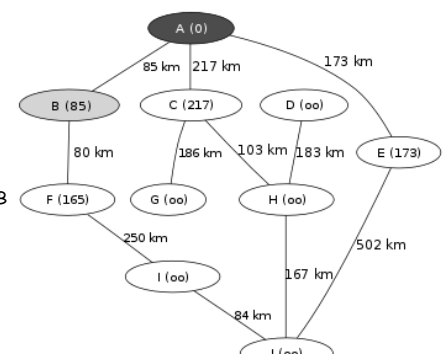 A (0)
85 km
217 km
173 km
B (85)
C (217)
D (oo)
80 km
186 km
103 km
183 km
E (173)
F (165)
G (oo)
H (oo)
250 km
502 km
I (oo)
167 km
84 km